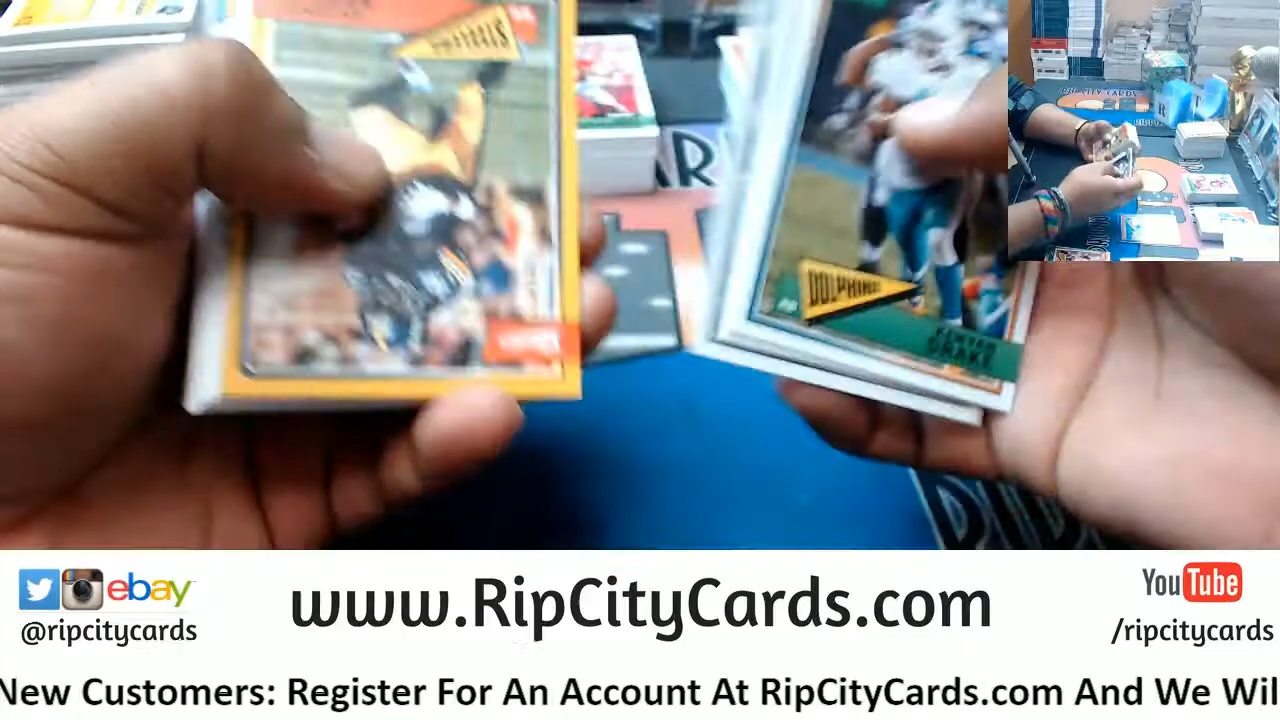 DOLPHINS
KENYAN
DRAKE
RIP CITY CARDS
ebay
@ripcitycards
www.RipCityCards.com
YouTube
/ripcitycards
New Customers: Register For An Account At RipCityCards.com And We Wil